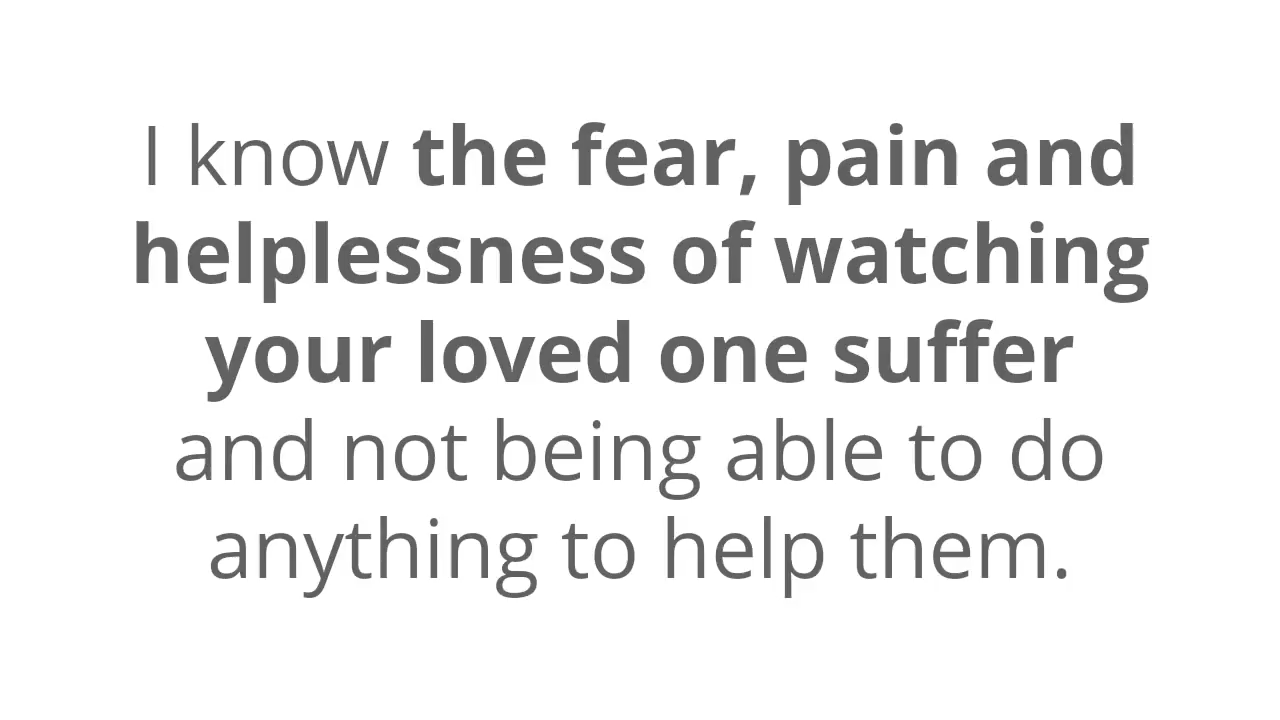 I know the fear, pain and
helplessness of watching
your loved one suffer
and not being able to do
anything to help them.